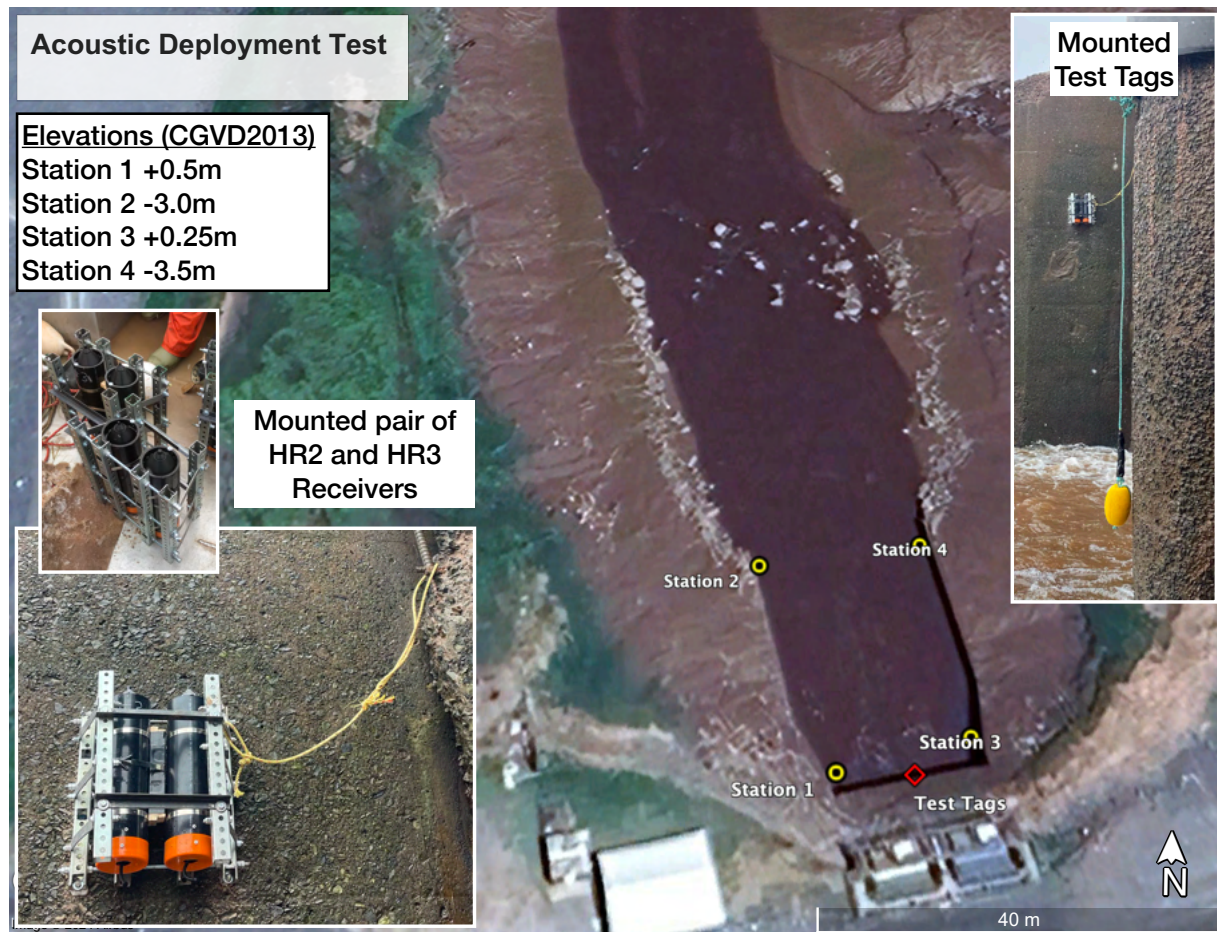 Acoustic Deployment Test
Elevations (CGVD2013)
Station 1 +0.5m
Station 2 -3.0m
Station 3 +0.25m
Station 4 -3.5m
Mounted
Test Tags
Mounted pair of
HR2 and HR3
Receivers
Station 4
Station 2
Station 3
Station 1
Test Tags
N
40 m